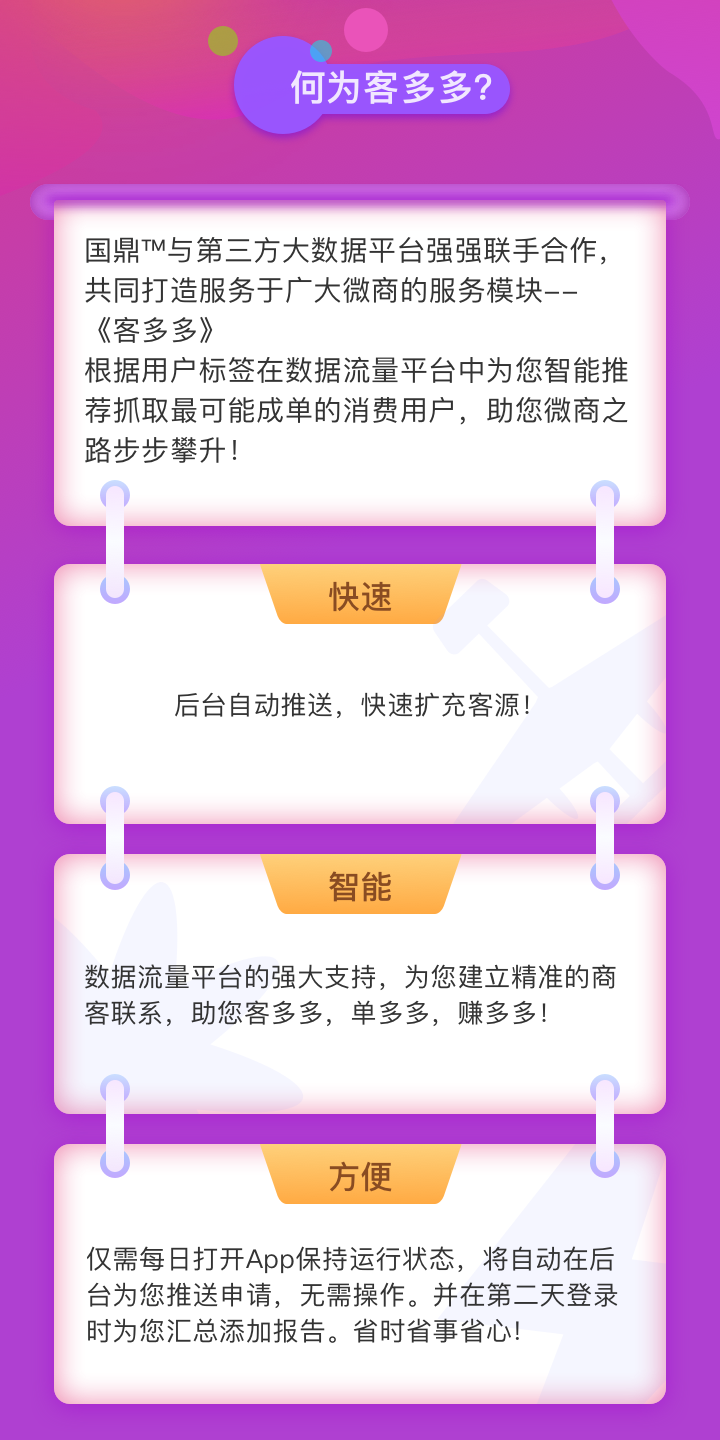 何为客多多?
国鼎™与第三方大数据平台强强联手合作，
共同打造服务于广大微商的服务模块--
《客多多》
根据用户标签在数据流量平台中为您智能推
荐抓取最可能成单的消费用户，助您微商之
路步步攀升！
快速
后台自动推送，快速扩充客源！
智能
数据流量平台的强大支持，为您建立精准的商
客联系，助您客多多，单多多，赚多多！
方便
仅需每日打开App保持运行状态，将自动在后
台为您推送申请，无需操作。并在第二天登录
时为您汇总添加报告。省时省事省心!